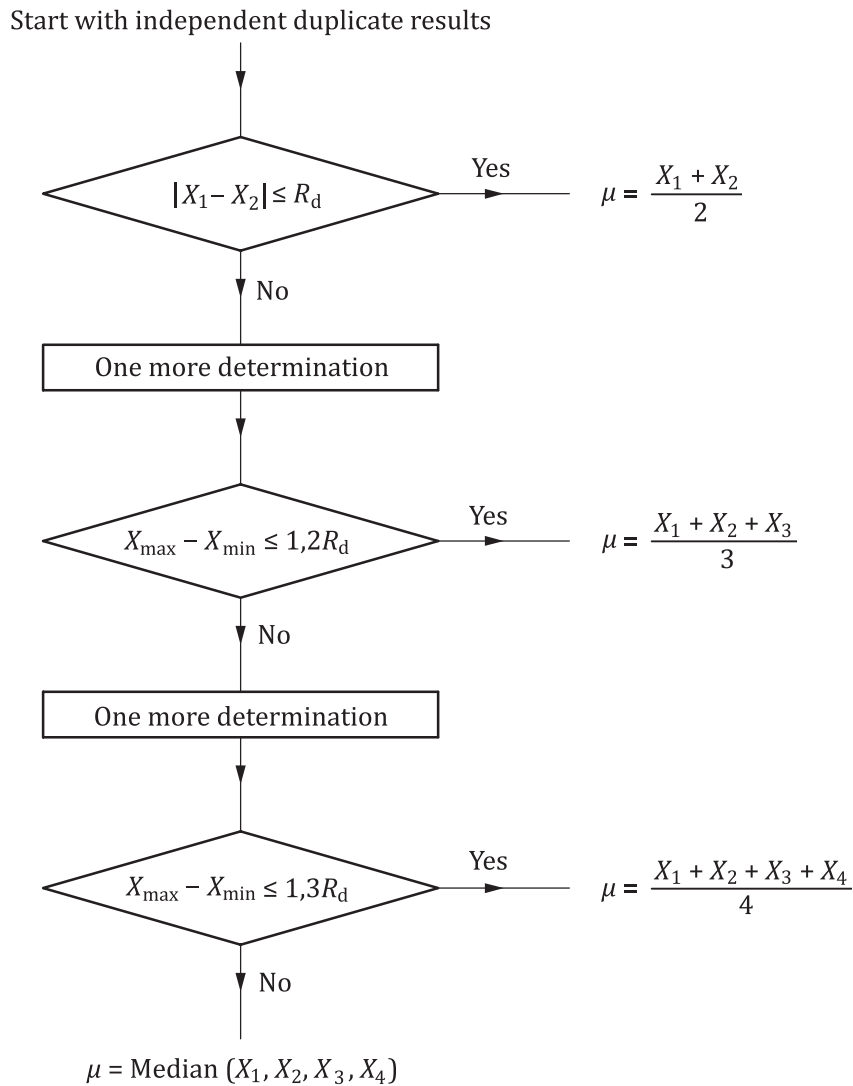 Start with independent duplicate results
|X₁ – X₂| ≤ R_d
Yes
μ = (X₁ + X₂)/2
No
One more determination
X_max – X_min ≤ 1,2R_d
Yes
μ = (X₁ + X₂ + X₃)/3
No
One more determination
X_max – X_min ≤ 1,3R_d
Yes
μ = (X₁ + X₂ + X₃ + X₄)/4
No
μ = Median (X₁, X₂, X₃, X₄)